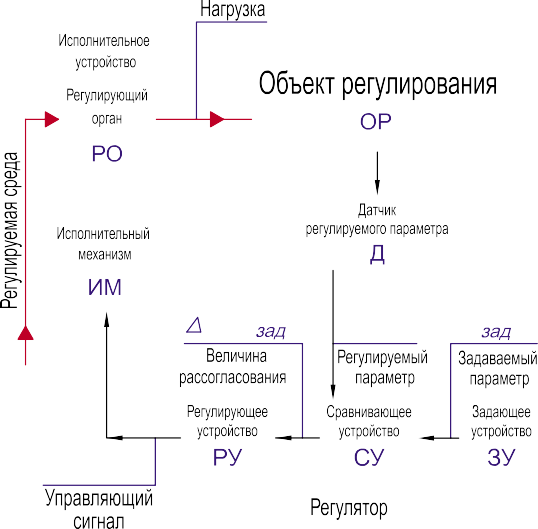 Нагрузка
Исполнительное
устройство
Регулирующий
орган
РО
Объект регулирования
ОР
Регулируемая среда
Датчик
регулируемого параметра
Д
Исполнительный
механизм
ИМ
Δ зад
Величина
рассогласования
Регулируемый
параметр
зад
Задаваемый
параметр
Регулирующее
устройство
РУ
Сравнивающее
устройство
СУ
Задающее
устройство
ЗУ
Управляющий
сигнал
Регулятор